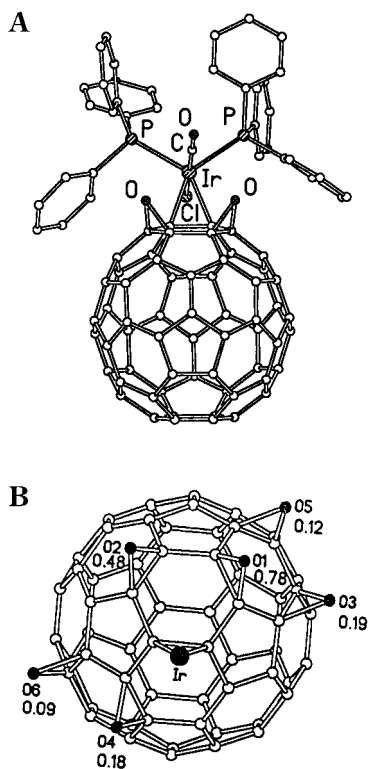 A
P
O
P
C
Ir
O
Cl
O
B
O5
0.12
O2
0.48
O1
0.78
O3
0.19
Ir
O6
0.09
O4
0.18